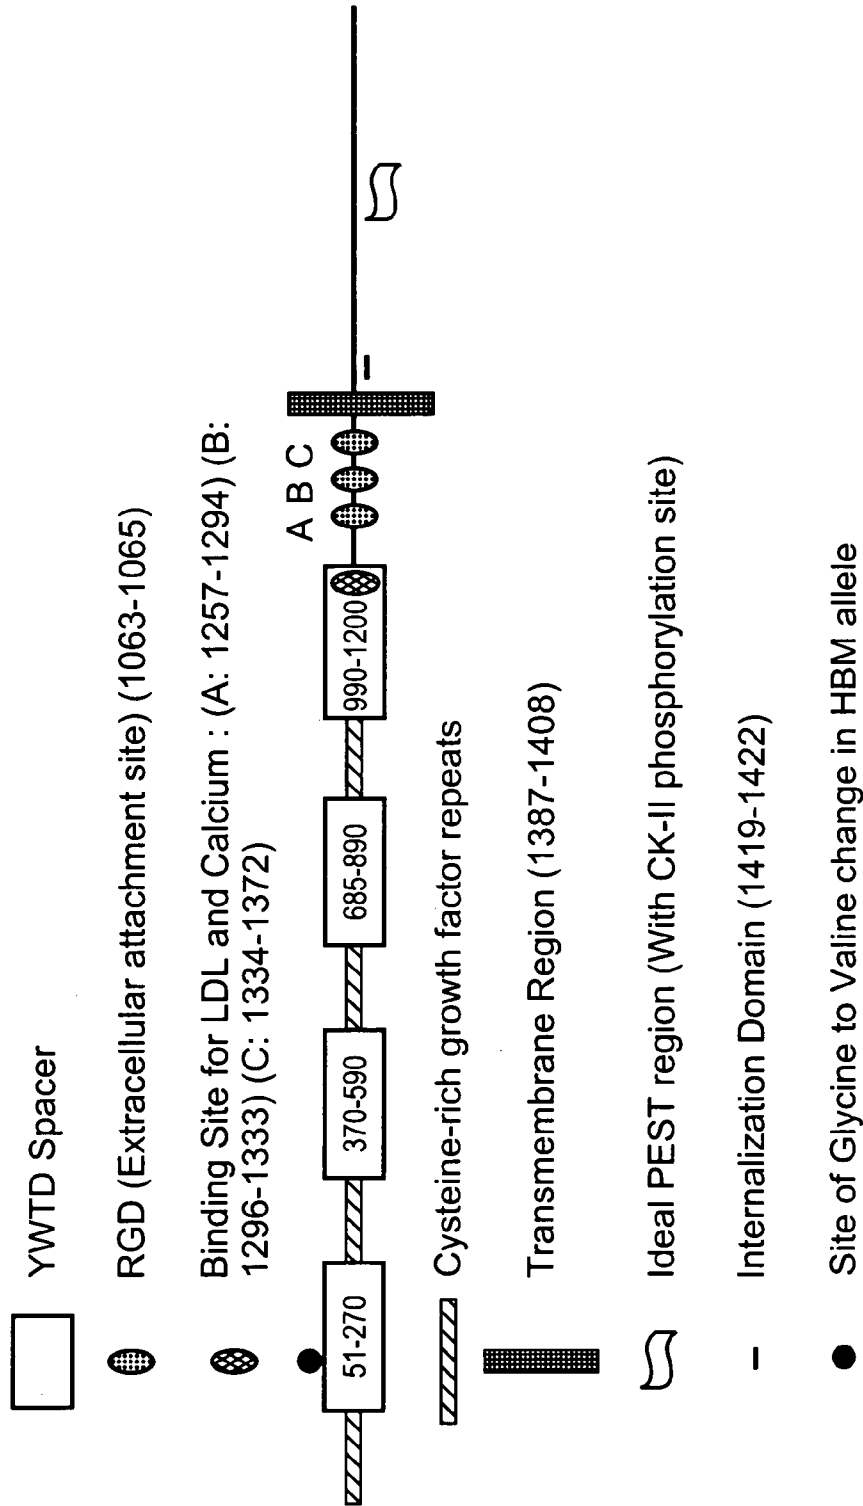 YWTD Spacer
RGD (Extracellular attachment site) (1063-1065)
Binding Site for LDL and Calcium : (A: 1257-1294) (B:
1296-1333) (C: 1334-1372)
A B C
51-270
370-590
685-890
990-1200
Cysteine-rich growth factor repeats
Transmembrane Region (1387-1408)
Ideal PEST region (With CK-II phosphorylation site)
Internalization Domain (1419-1422)
Site of Glycine to Valine change in HBM allele